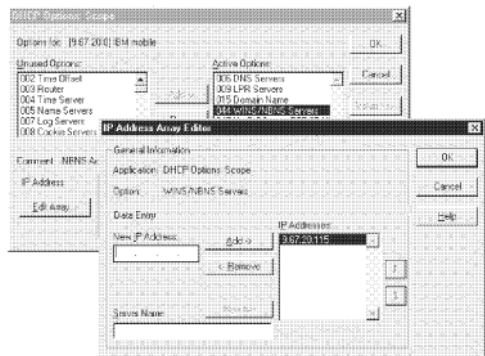 DHCP Options: Scope
Options for: [9.67.20.0] IBM mobile
OK
Unused Options:
Active Options:
002 Time Offset
003 Router
004 Time Server
005 Name Servers
007 Log Servers
008 Cookie Servers
006 DNS Servers
009 LPR Servers
015 Domain Name
044 WINS/NBNS Servers
Cancel
Comment: NBNS
IP Address
Edit Array...
IP Address Array Editor
General Information
Application: DHCP Options: Scope
Option: WINS/NBNS Servers
OK
Cancel
Help
Data Entry
New IP Address:
Add ->
<- Remove
IP Addresses:
9.67.20.115
Server Name